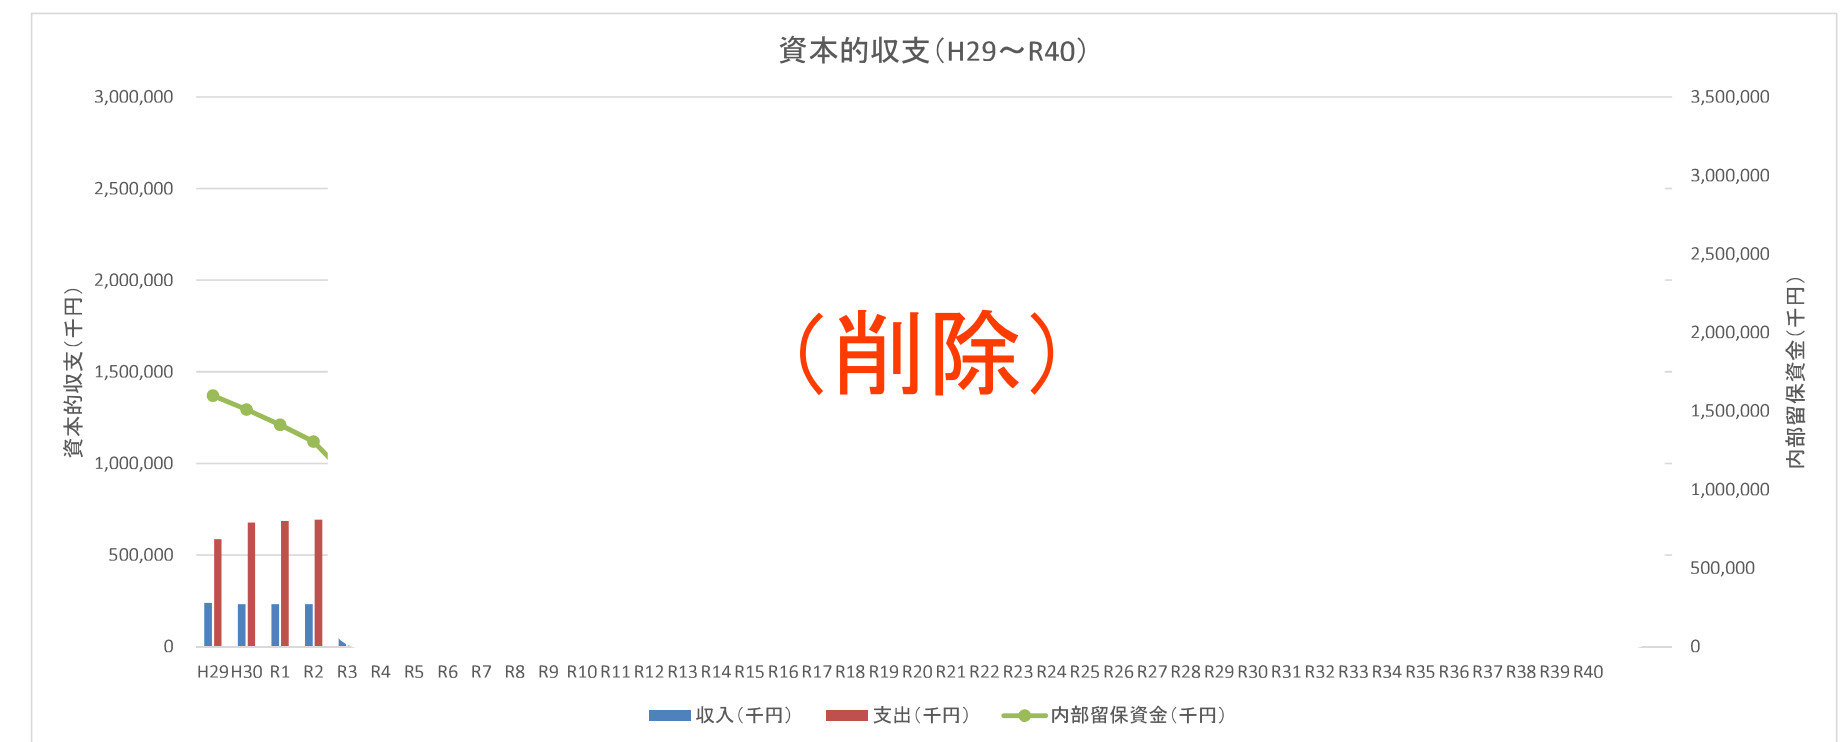 資本的収支（H29～R40）
3,000,000
2,500,000
2,000,000
1,500,000
1,000,000
500,000
0
資本的収支（千円）
（削除）
3,500,000
3,000,000
2,500,000
2,000,000
1,500,000
1,000,000
500,000
0
内部留保資金（千円）
H29 H30 R1 R2 R3 R4 R5 R6 R7 R8 R9 R10 R11 R12 R13 R14 R15 R16 R17 R18 R19 R20 R21 R22 R23 R24 R25 R26 R27 R28 R29 R30 R31 R32 R33 R34 R35 R36 R37 R38 R39 R40
収入（千円） 支出（千円） 内部留保資金（千円）